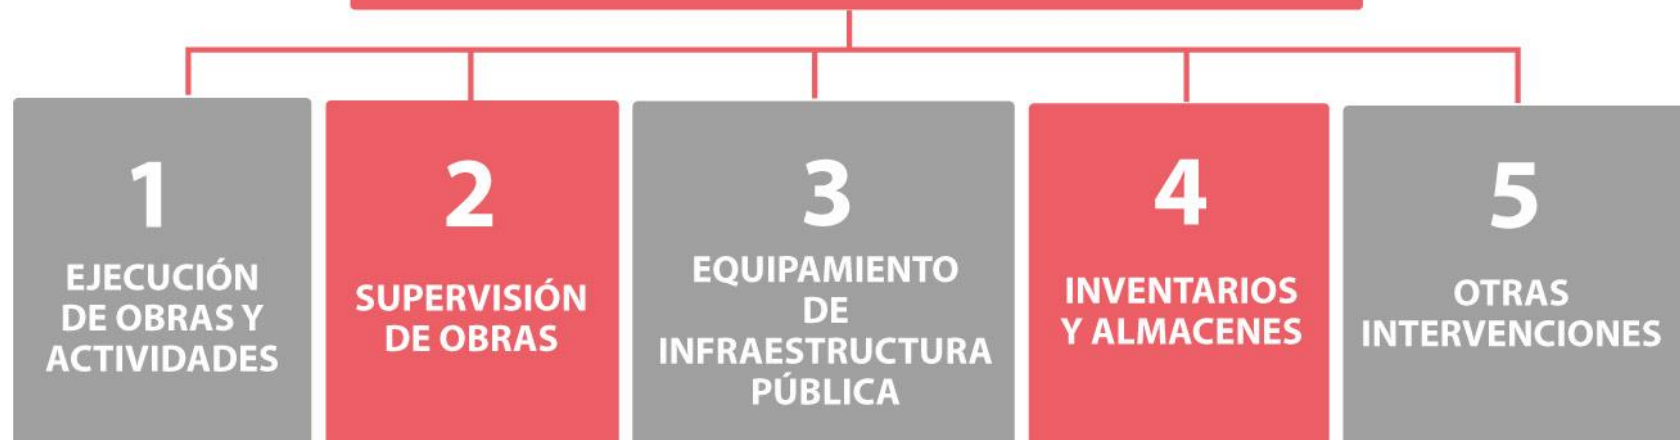 1
EJECUCIÓN
DE OBRAS Y
ACTIVIDADES
2
SUPERVISIÓN
DE OBRAS
3
EQUIPAMIENTO
DE
INFRAESTRUCTURA
PÚBLICA
4
INVENTARIOS
Y ALMACENES
5
OTRAS
INTERVENCIONES